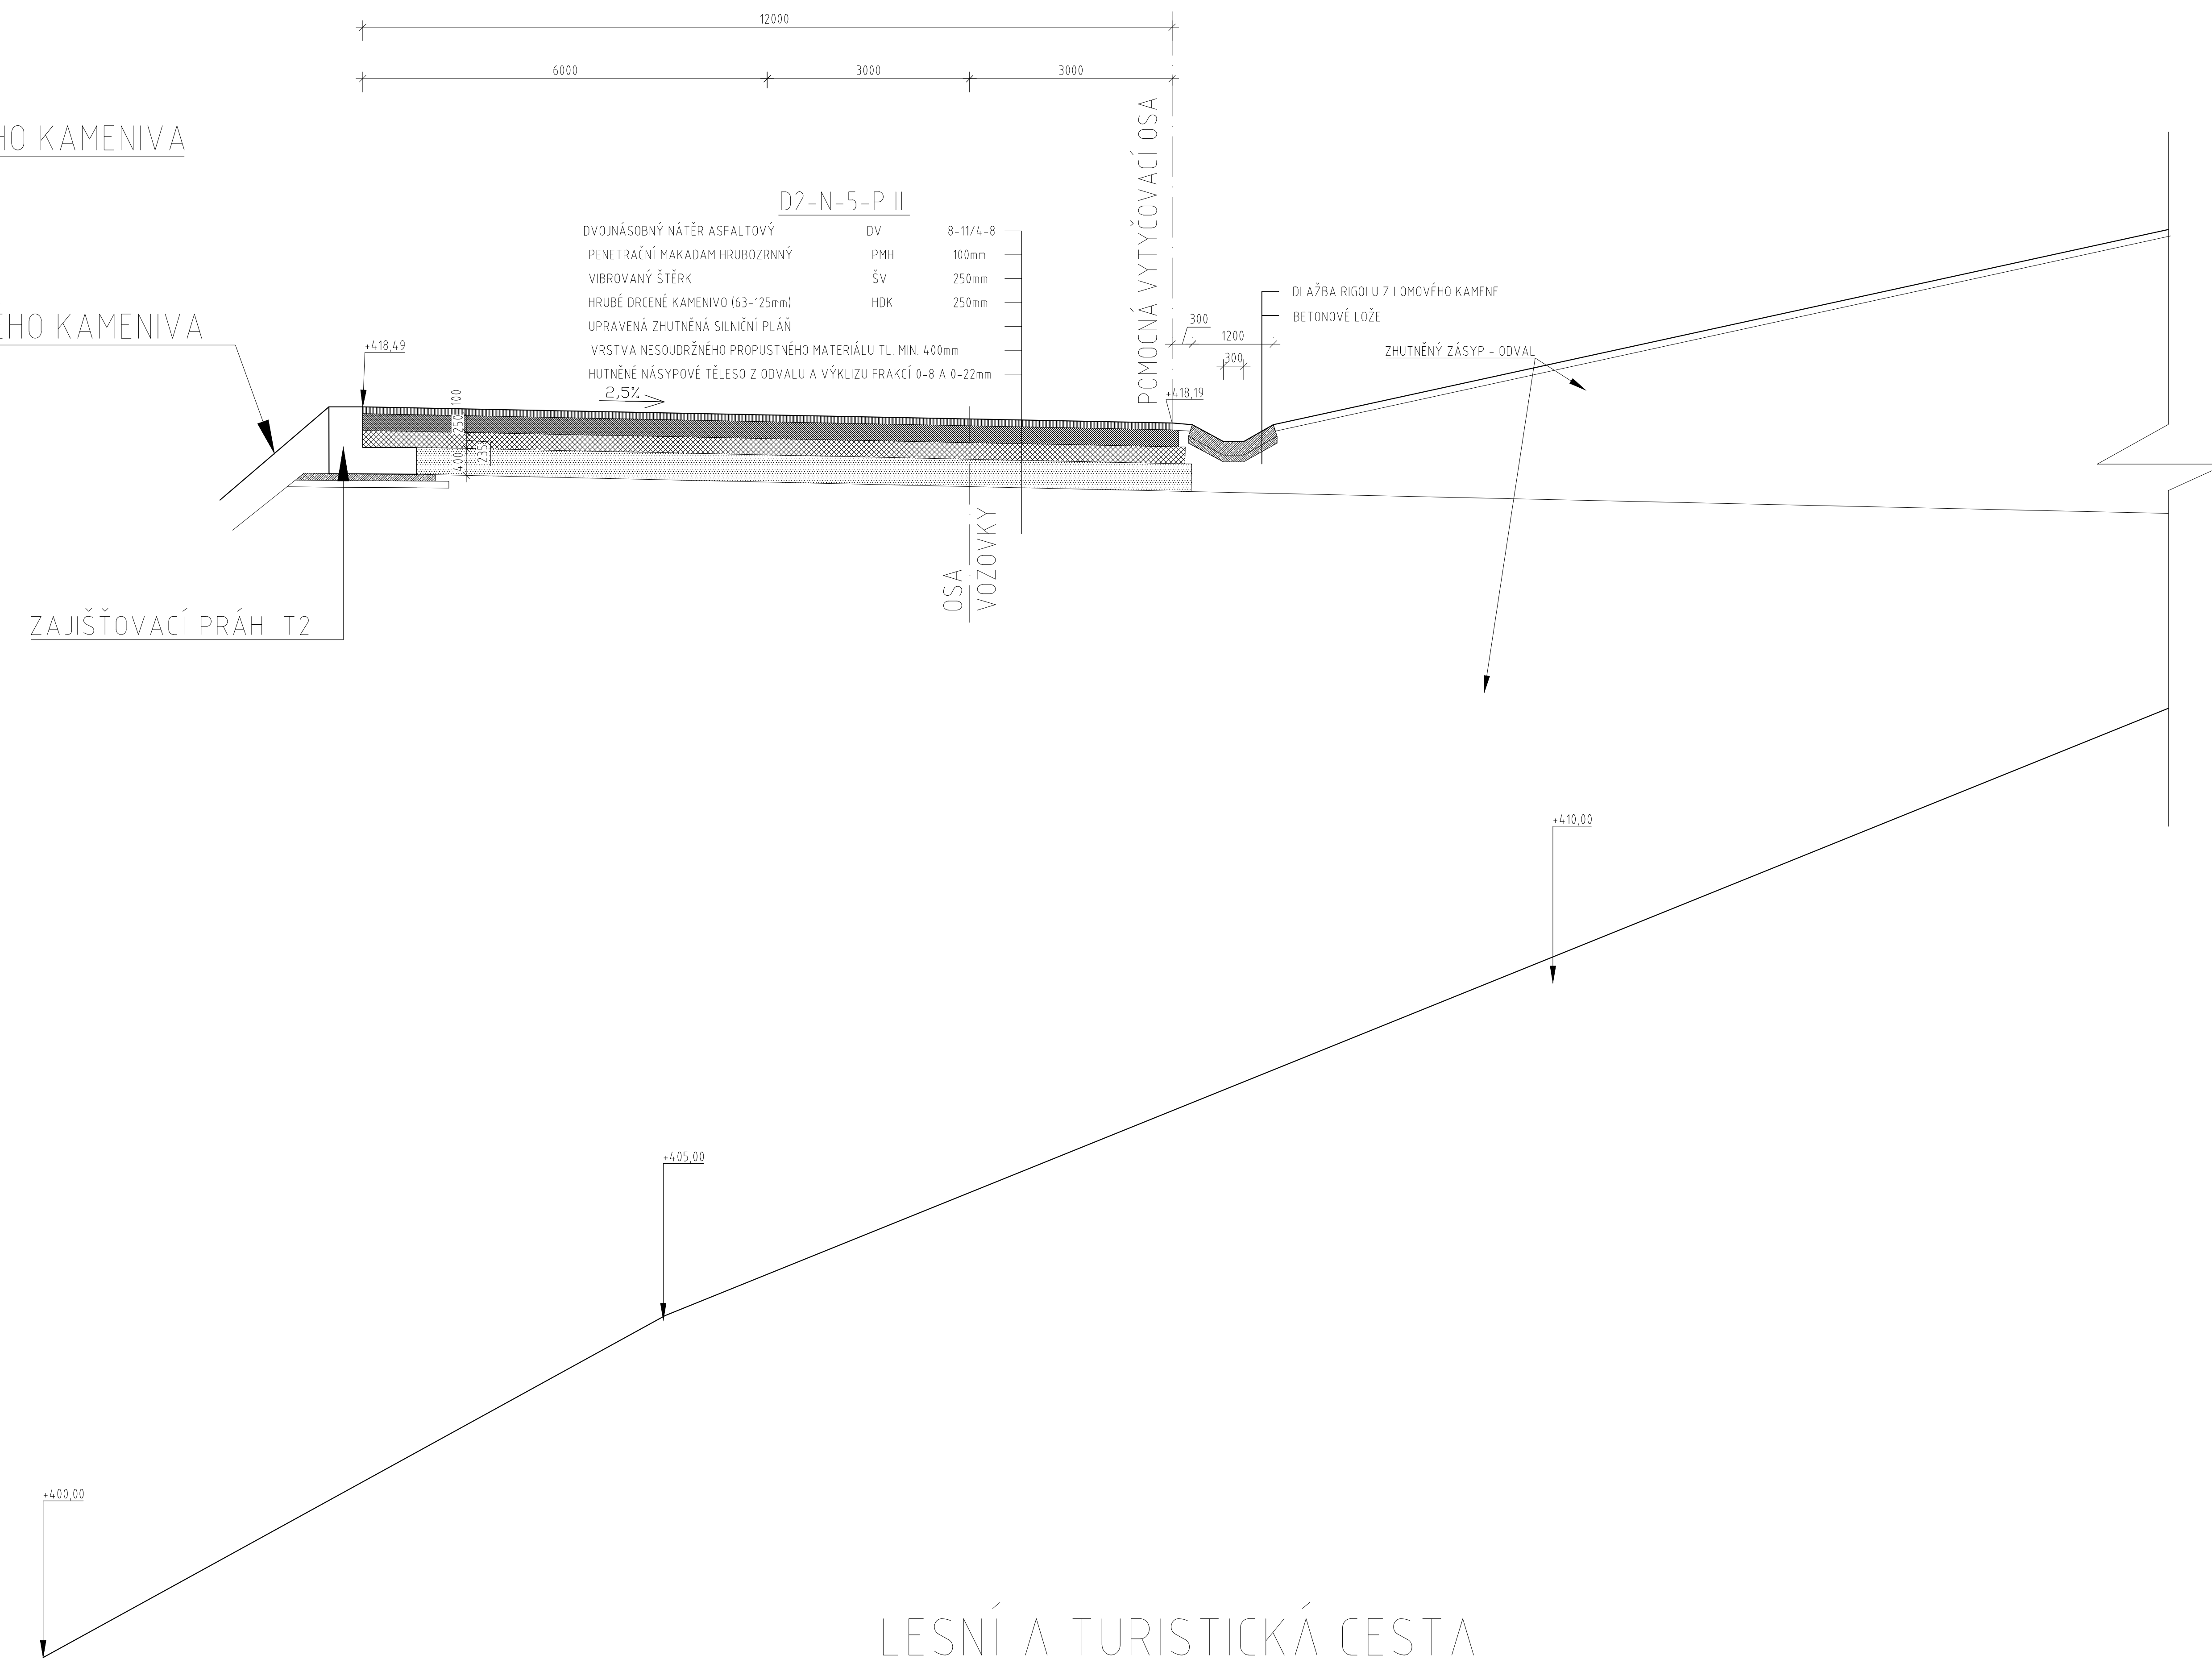 12000
6000 3000 3000
HO KAMENIVA
POMOCNÁ VYTÝČOVACÍ OSA
D2-N-5-P III
DVOJNÁSOBNÝ NÁTĚR ASFALTOVÝ DV 8-11/4-8
PENETRAČNÍ MAKADAM HRUBOZRNNÝ PMH 100mm
VIBROVANÝ ŠTĚRK ŠV 250mm
HRUBÉ DRCENÉ KAMENIVO (63-125mm) HDK 250mm
UPRAVENÁ ZHUTNĚNÁ SILNIČNÍ PLÁŇ
VRSTVA NESOUDRŽNÉHO PROPUSTNÉHO MATERIÁLU TL. MIN. 400mm
HUTNĚNÉ NÁSYPOVÉ TĚLESO Z ODVALU A VÝKLIZU FRAKCÍ 0-8 A 0-22mm
2,5%
DLAŽBA RIGOLU Z LOMOVÉHO KAMENE
BETONOVÉ LOŽE
300
1200
300
ZHUTNĚNÝ ZÁSYP - ODVAL
KAMENIVA
+418,49
+418,19
100
250
235
400
OSA
VOZOVKY
ZAJIŠŤOVACÍ PRÁH T2
+410,00
+405,00
+400,00
LESNÍ A TURISTICKÁ CESTA